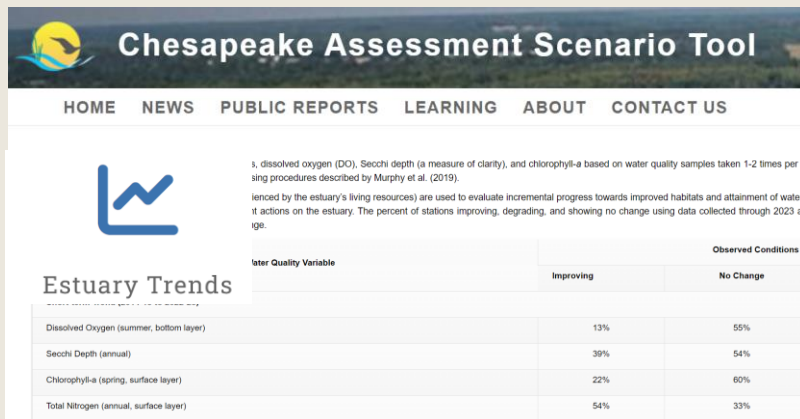 Chesapeake Assessment Scenario Tool
HOME NEWS PUBLIC REPORTS LEARNING ABOUT CONTACT US
s, dissolved oxygen (DO), Secchi depth (a measure of clarity), and chlorophyll-a based on water quality samples taken 1-2 times per
sing procedures described by Murphy et al. (2019).
ienced by the estuary's living resources) are used to evaluate incremental progress towards improved habitats and attainment of wate
t actions on the estuary. The percent of stations improving, degrading, and showing no change using data collected through 2023 a
ge.
Estuary Trends
Water Quality Variable
Observed Conditions
Improving No Change
Dissolved Oxygen (summer, bottom layer) 13% 55%
Secchi Depth (annual) 39% 54%
Chlorophyll-a (spring, surface layer) 22% 60%
Total Nitrogen (annual, surface layer) 54% 33%